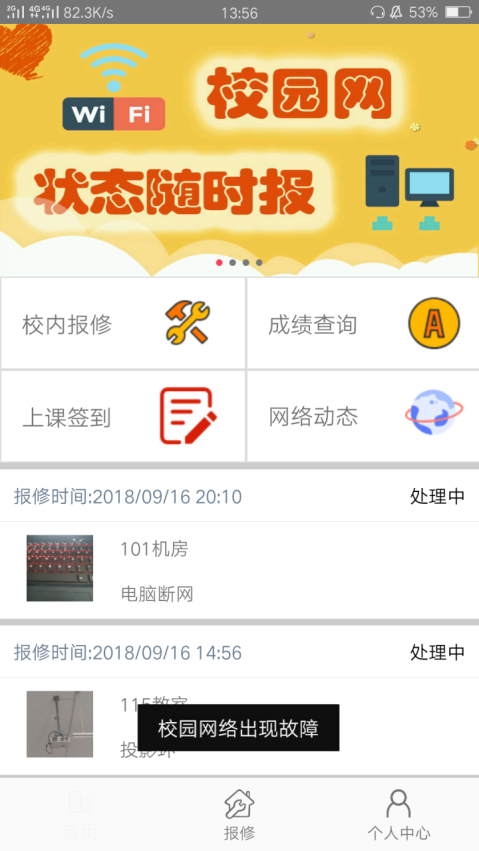 2G 4G 4G 82.3K/s 13:56 53%
WiFi
校园网
状态随时报
校内报修
成绩查询
A
上课签到
网络动态
报修时间:2018/09/16 20:10 处理中
101机房
电脑断网
报修时间:2018/09/16 14:56 处理中
115教室
校园网络出现故障
投影坏
首页 报修 个人中心